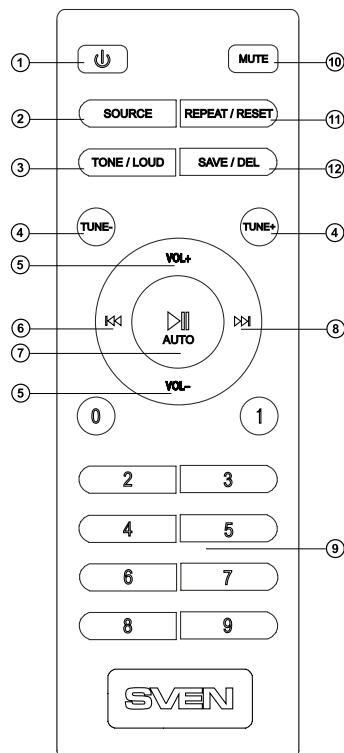 1 MUTE 10
2 SOURCE REPEAT / RESET 11
3 TONE / LOUD SAVE / DEL 12
4 TUNE- TUNE+ 4
5 VOL+
6 8
AUTO
7
5 VOL–
0 1
2 3
4 5
9
6 7
8 9
SVEN